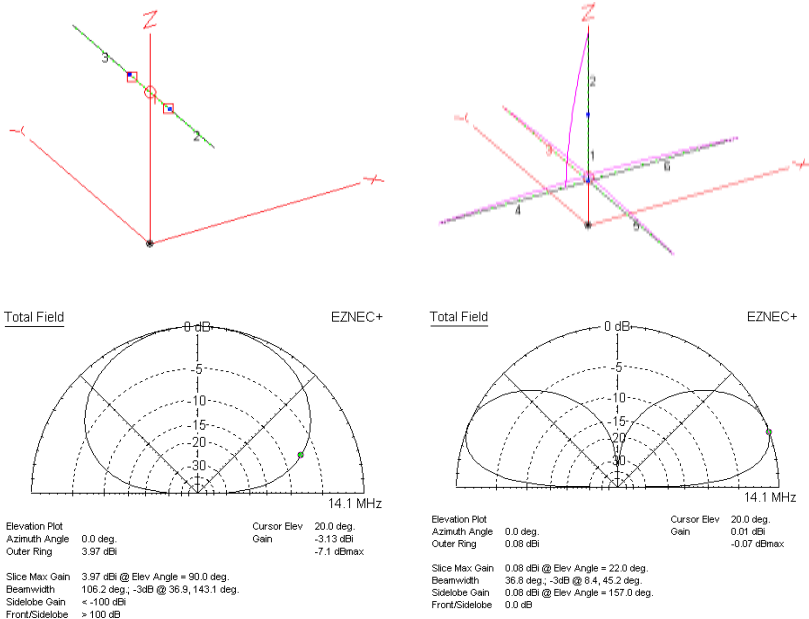 Z
Y
X
3
1
2
Z
Y
X
2
1
3
6
4
5
Total Field
EZNEC+
0 dB
-5
-10
-15
-20
-30
14.1 MHz
Elevation Plot
Azimuth Angle 0.0 deg.
Outer Ring 3.97 dBi
Cursor Elev 20.0 deg.
Gain -3.13 dBi
-7.1 dBmax
Slice Max Gain 3.97 dBi @ Elev Angle = 90.0 deg.
Beamwidth 106.2 deg.; -3dB @ 36.9, 143.1 deg.
Sidelobe Gain < -100 dBi
Front/Sidelobe > 100 dB
Total Field
EZNEC+
0 dB
-5
-10
-15
-20
-30
14.1 MHz
Elevation Plot
Azimuth Angle 0.0 deg.
Outer Ring 0.08 dBi
Cursor Elev 20.0 deg.
Gain 0.01 dBi
-0.07 dBmax
Slice Max Gain 0.08 dBi @ Elev Angle = 22.0 deg.
Beamwidth 36.8 deg.; -3dB @ 8.4, 45.2 deg.
Sidelobe Gain 0.08 dBi @ Elev Angle = 157.0 deg.
Front/Sidelobe 0.0 dB